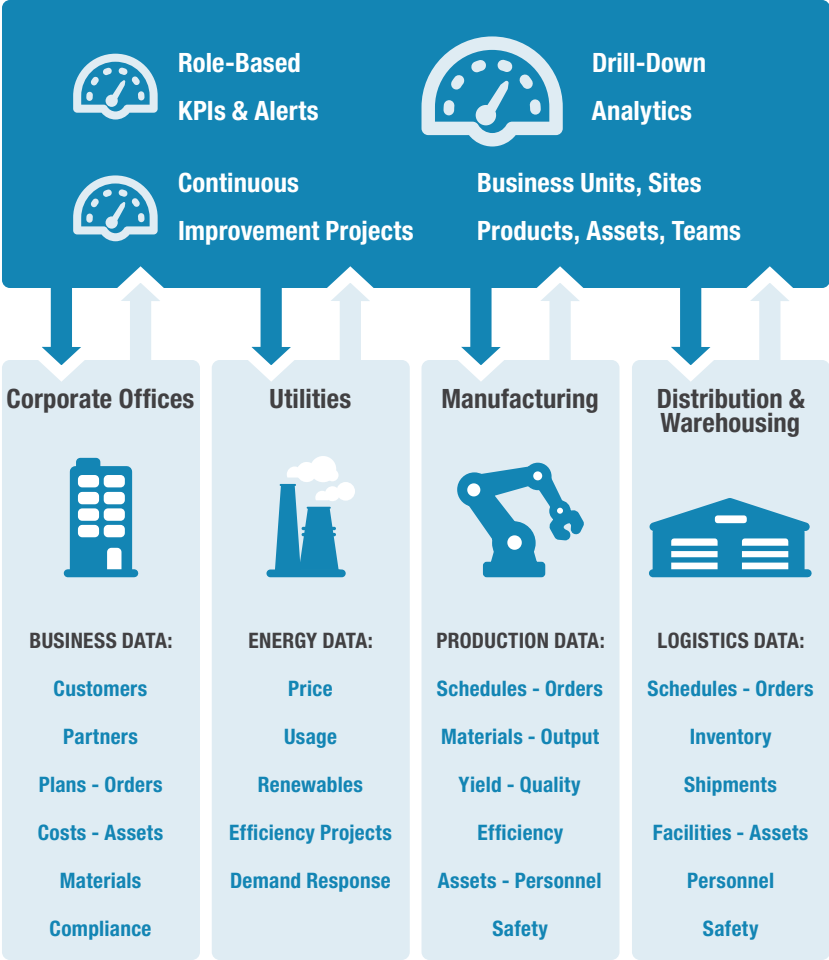 Role-Based
KPIs & Alerts
Drill-Down
Analytics
Continuous
Improvement Projects
Business Units, Sites
Products, Assets, Teams
Corporate Offices
BUSINESS DATA:
Customers
Partners
Plans - Orders
Costs - Assets
Materials
Compliance
Utilities
ENERGY DATA:
Price
Usage
Renewables
Efficiency Projects
Demand Response
Manufacturing
PRODUCTION DATA:
Schedules - Orders
Materials - Output
Yield - Quality
Efficiency
Assets - Personnel
Safety
Distribution &
Warehousing
LOGISTICS DATA:
Schedules - Orders
Inventory
Shipments
Facilities - Assets
Personnel
Safety